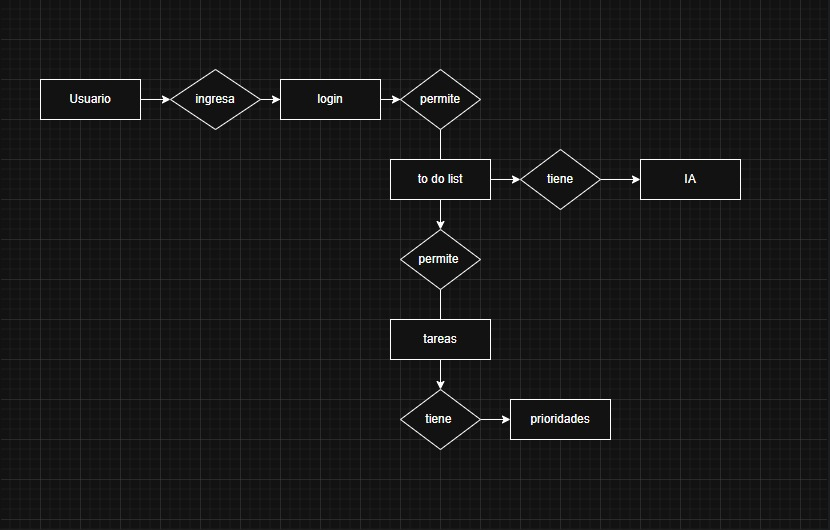 Usuario
ingresa
login
permite
to do list
tiene
IA
permite
tareas
tiene
prioridades